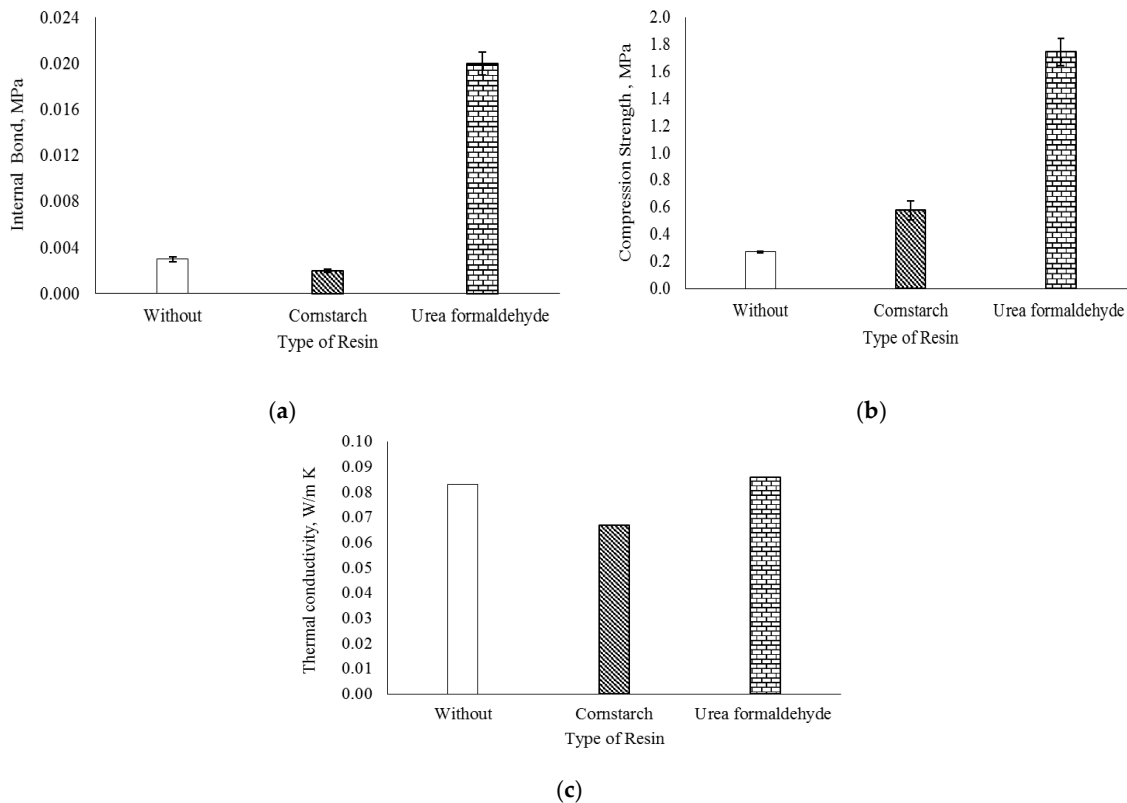 0.024
0.020
0.016
0.012
0.008
0.004
0.000
Internal Bond, MPa
Without
Cornstarch
Urea formaldehyde
Type of Resin
(a)
2.0
1.8
1.6
1.4
1.2
1.0
0.8
0.6
0.4
0.2
0.0
Compression Strength , MPa
Without
Cornstarch
Urea formaldehyde
Type of Resin
(b)
0.10
0.09
0.08
0.07
0.06
0.05
0.04
0.03
0.02
0.01
0.00
Thermal conductivity, W/m K
Without
Cornstarch
Urea formaldehyde
Type of Resin
(c)